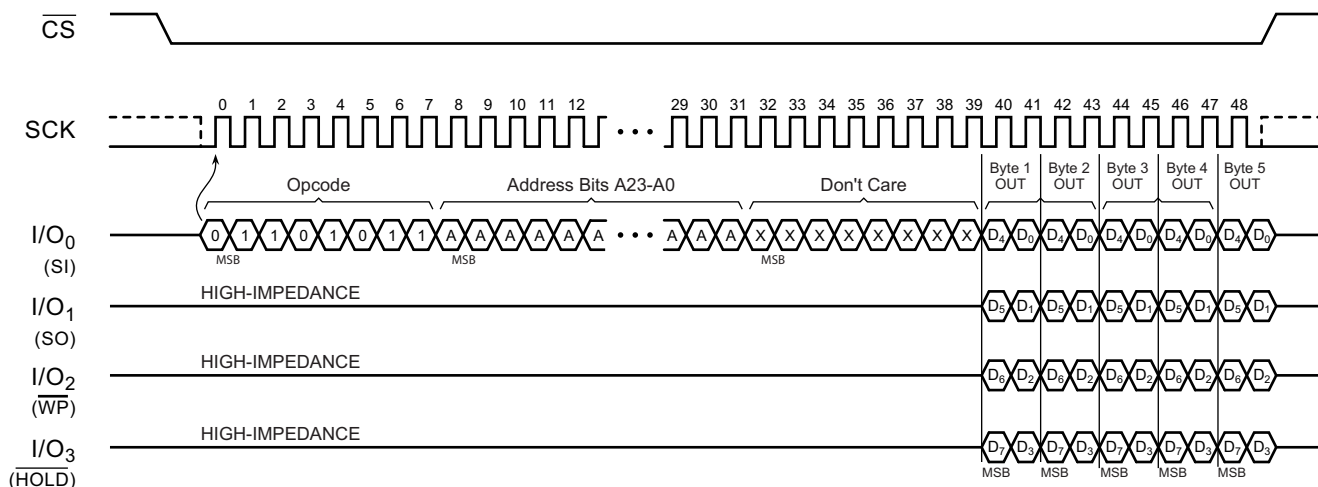 CS
SCK
0 1 2 3 4 5 6 7 8 9 10 11 12 29 30 31 32 33 34 35 36 37 38 39 40 41 42 43 44 45 46 47 48
Opcode
Address Bits A23-A0
Don't Care
Byte 1
OUT
Byte 2
OUT
Byte 3
OUT
Byte 4
OUT
Byte 5
OUT
I/O0
(SI)
0 1 1 0 1 0 1 1 A A A A A A A A A X X X X X X X X D4 D0 D4 D0 D4 D0 D4 D0 D4 D0
MSB MSB MSB
I/O1
(SO)
HIGH-IMPEDANCE
D5 D1 D5 D1 D5 D1 D5 D1 D5 D1
I/O2
(WP)
HIGH-IMPEDANCE
D6 D2 D6 D2 D6 D2 D6 D2 D6 D2
I/O3
(HOLD)
HIGH-IMPEDANCE
D7 D3 D7 D3 D7 D3 D7 D3 D7 D3
MSB MSB MSB MSB MSB